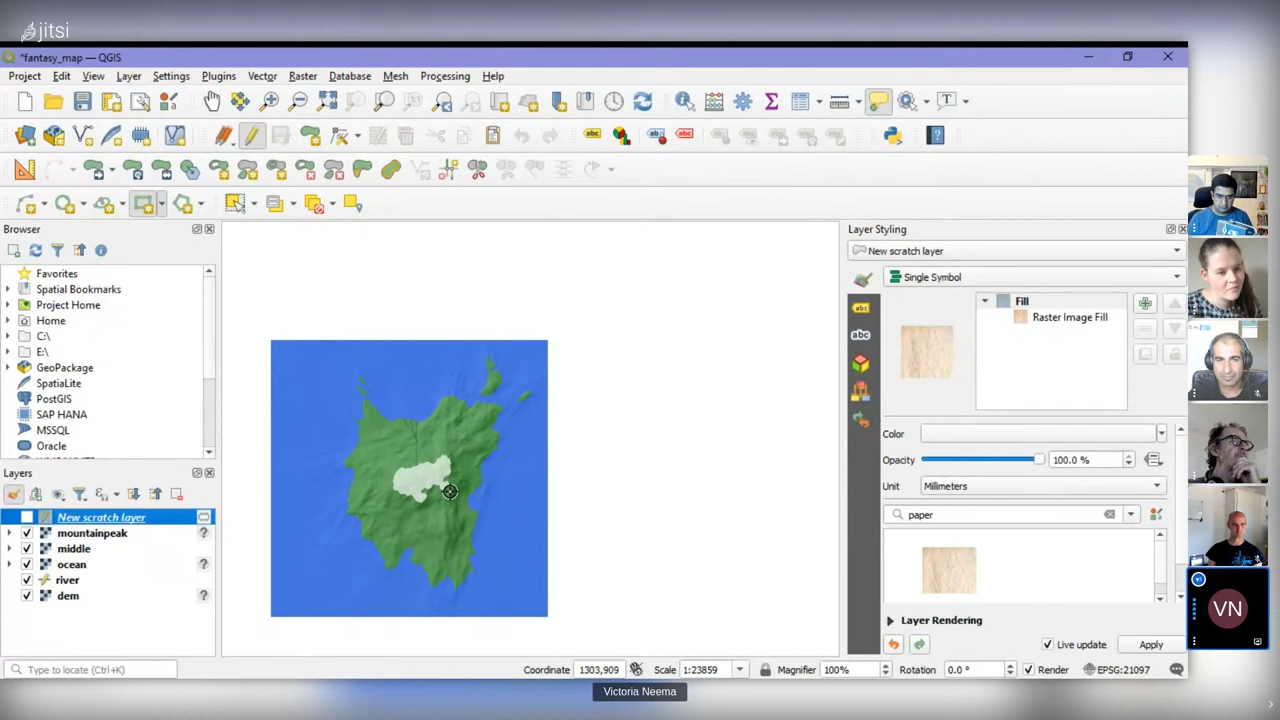 jitsi
*fantasy_map — QGIS
Project Edit View Layer Settings Plugins Vector Raster Database Mesh Processing Help
Browser
Favorites
Spatial Bookmarks
Project Home
Home
C:\
E:\
GeoPackage
SpatiaLite
PostGIS
SAP HANA
MSSQL
Oracle
Layers
New scratch layer
mountainpeak
middle
ocean
river
dem
Layer Styling
New scratch layer
Single Symbol
Fill
Raster Image Fill
Color
Opacity 100.0 %
Unit Millimeters
paper
Layer Rendering
Live update Apply
Type to locate (Ctrl+K) Coordinate 1303,909 Scale 1:23859 Magnifier 100% Rotation 0.0 ° Render EPSG:21097
Victoria Neema
VN